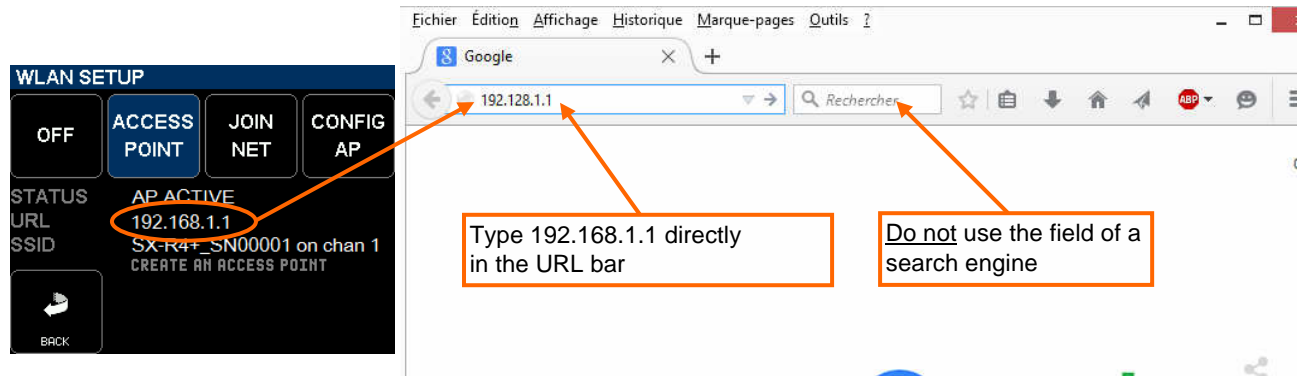 WLAN SETUP
OFF
ACCESS POINT
JOIN NET
CONFIG AP
STATUS AP ACTIVE
URL 192.168.1.1
SSID SX-R4+_SN00001 on chan 1
CREATE AN ACCESS POINT
BACK
Fichier Édition Affichage Historique Marque-pages Outils ?
8 Google
192.128.1.1
Rechercher
ABP
Type 192.168.1.1 directly
in the URL bar
Do not use the field of a
search engine